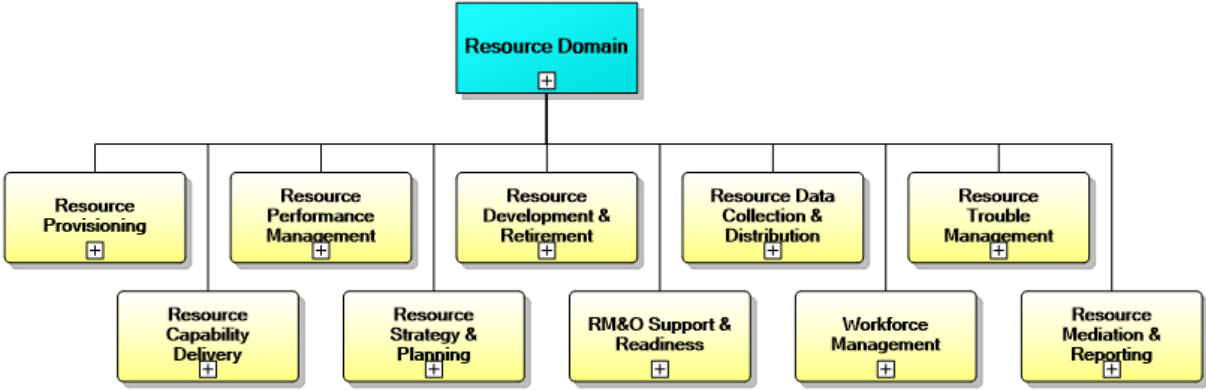 Resource Domain
Resource
Provisioning
Resource
Performance
Management
Resource
Development &
Retirement
Resource Data
Collection &
Distribution
Resource
Trouble
Management
Resource
Capability
Delivery
Resource
Strategy &
Planning
RM&O Support &
Readiness
Workforce
Management
Resource
Mediation &
Reporting